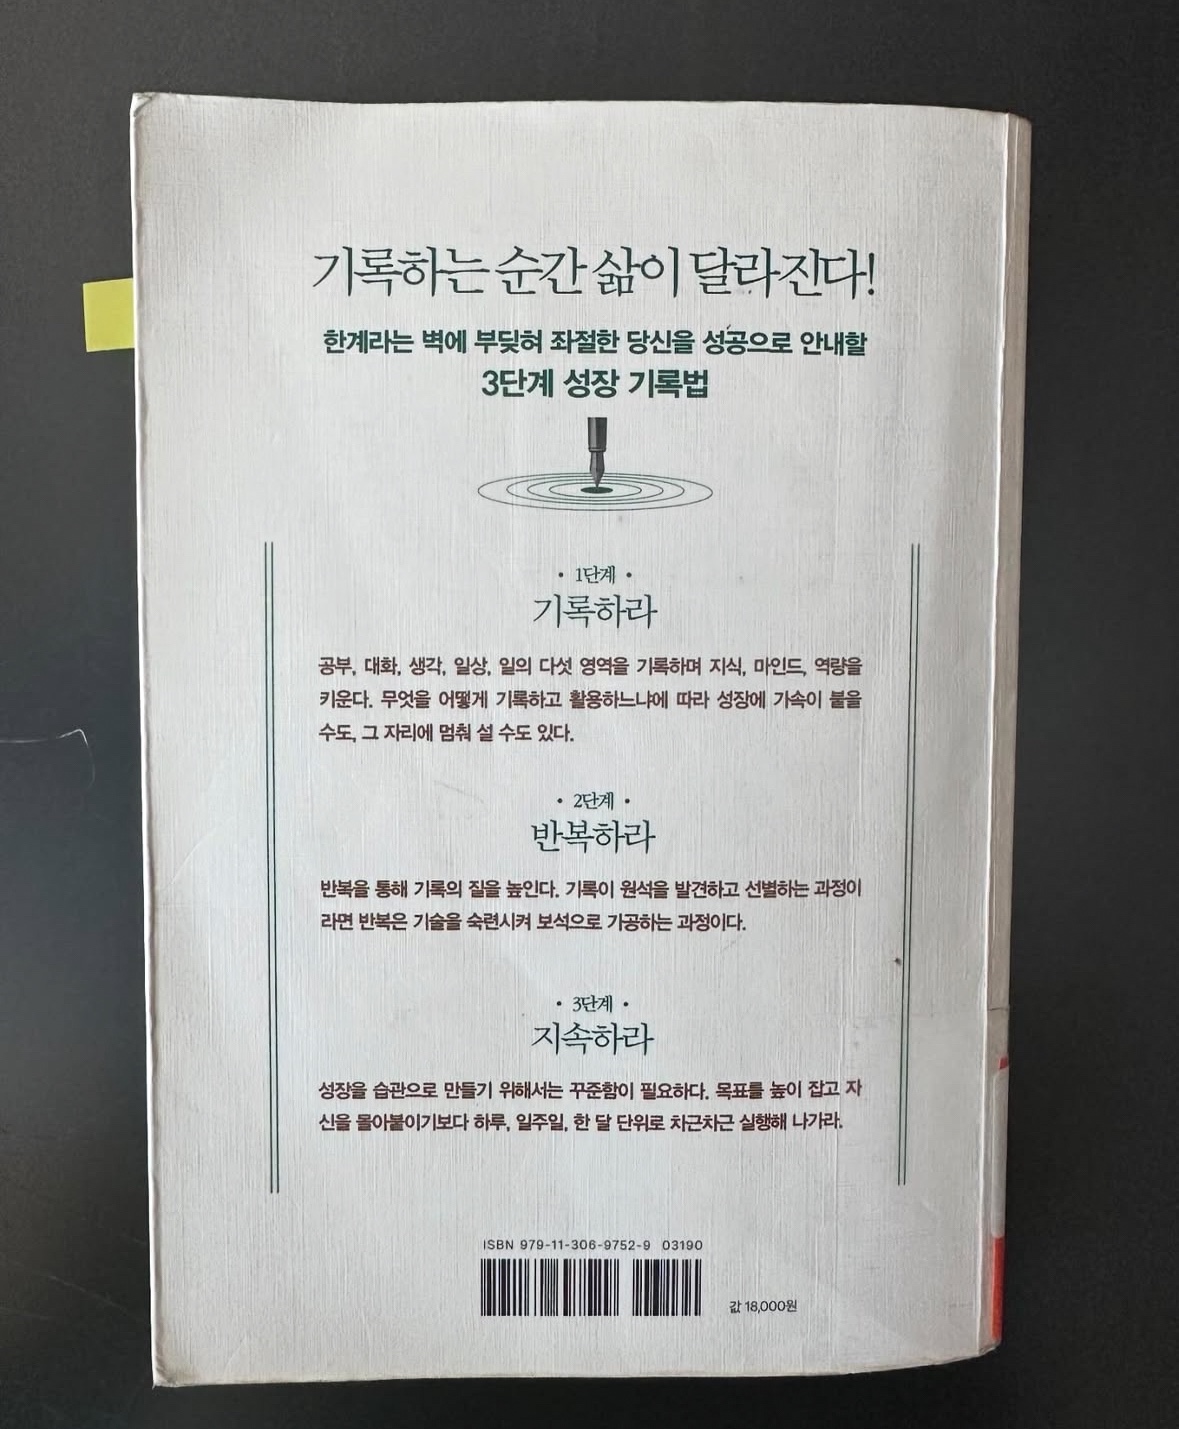 기록하는 순간 삶이 달라진다!
한계라는 벽에 부딪혀 좌절한 당신을 성공으로 안내할
3단계 성장 기록법
• 1단계 •
기록하라
공부, 대화, 생각, 일상, 일의 다섯 영역을 기록하며 지식, 마인드, 역량을
키운다. 무엇을 어떻게 기록하고 활용하느냐에 따라 성장에 가속이 붙을
수도, 그 자리에 멈춰 설 수도 있다.
• 2단계 •
반복하라
반복을 통해 기록의 질을 높인다. 기록이 원석을 발견하고 선별하는 과정이
라면 반복은 기술을 숙련시켜 보석으로 가공하는 과정이다.
• 3단계 •
지속하라
성장을 습관으로 만들기 위해서는 꾸준함이 필요하다. 목표를 높이 잡고 자
신을 몰아붙이기보다 하루, 일주일, 한 달 단위로 차근차근 실행해 나가라.
ISBN 979-11-306-9752-9 03190
값 18,000원